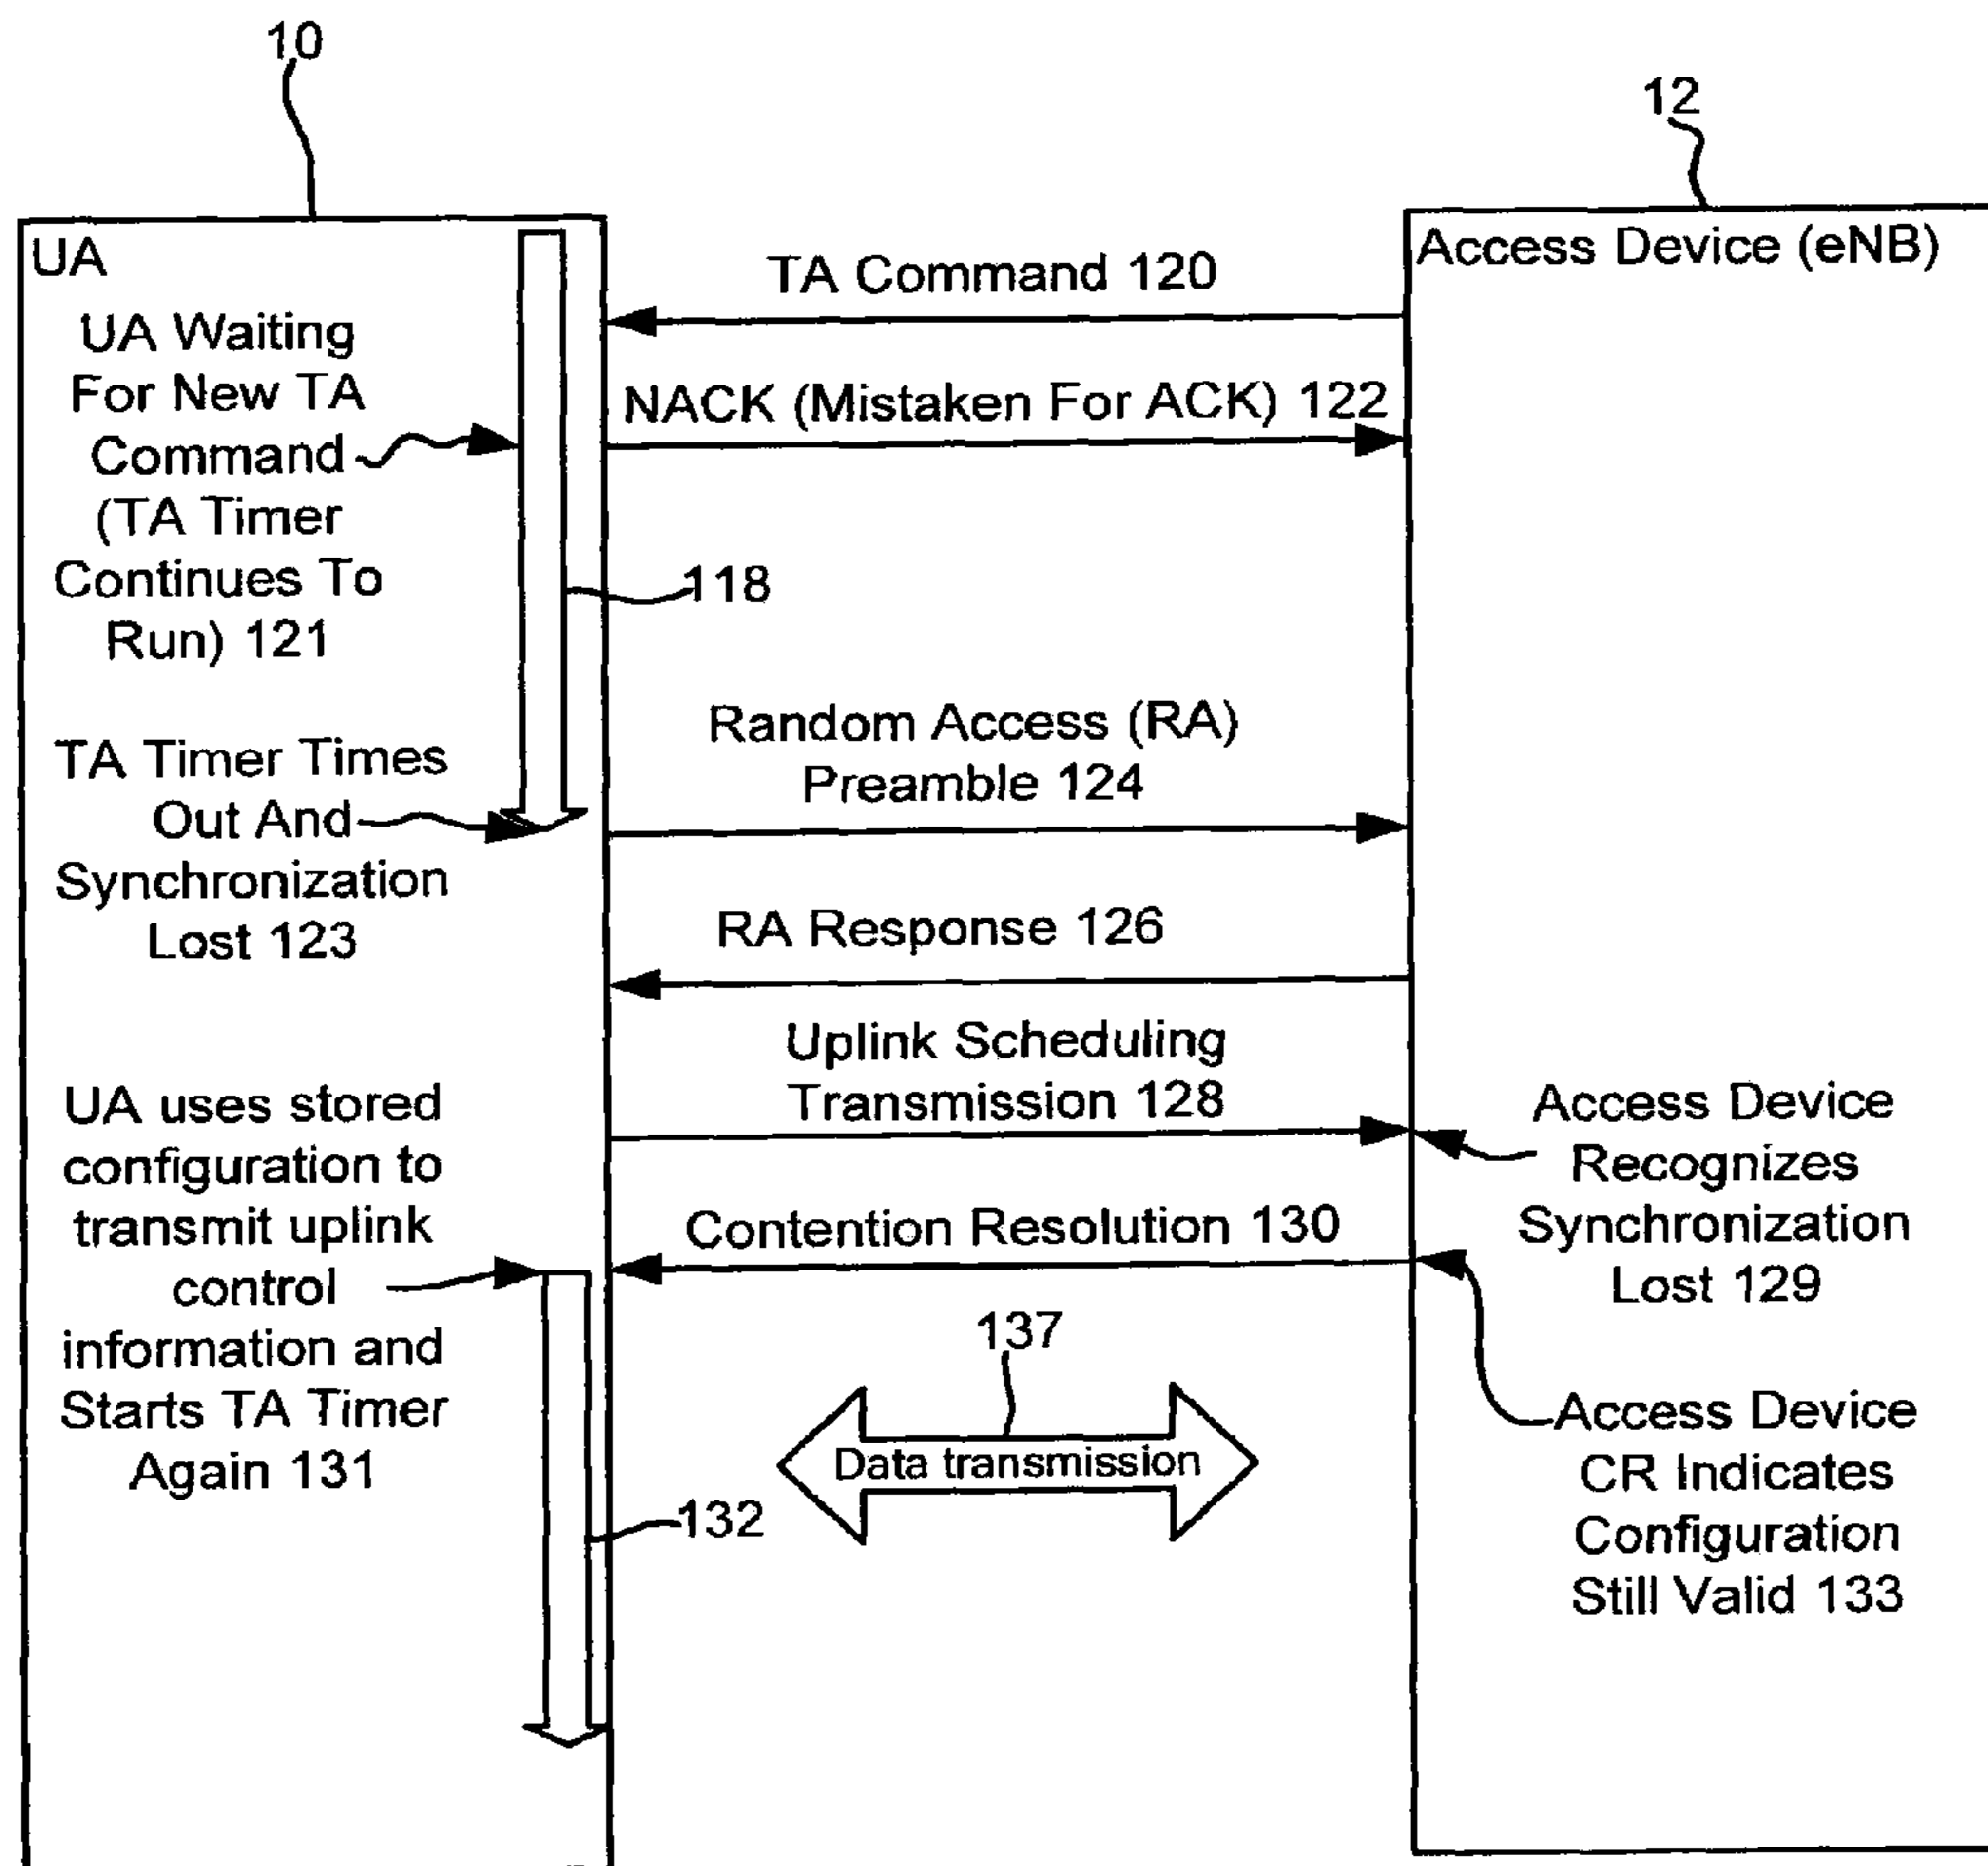 10
12
UA
Access Device (eNB)
UA Waiting
For New TA
Command
(TA Timer
Continues To
Run) 121
TA Command 120
NACK (Mistaken For ACK) 122
118
TA Timer Times
Out And
Synchronization
Lost 123
Random Access (RA)
Preamble 124
RA Response 126
Uplink Scheduling
Transmission 128
UA uses stored
configuration to
transmit uplink
control
information and
Starts TA Timer
Again 131
Access Device
Recognizes
Synchronization
Lost 129
Contention Resolution 130
137
Data transmission
132
Access Device
CR Indicates
Configuration
Still Valid 133